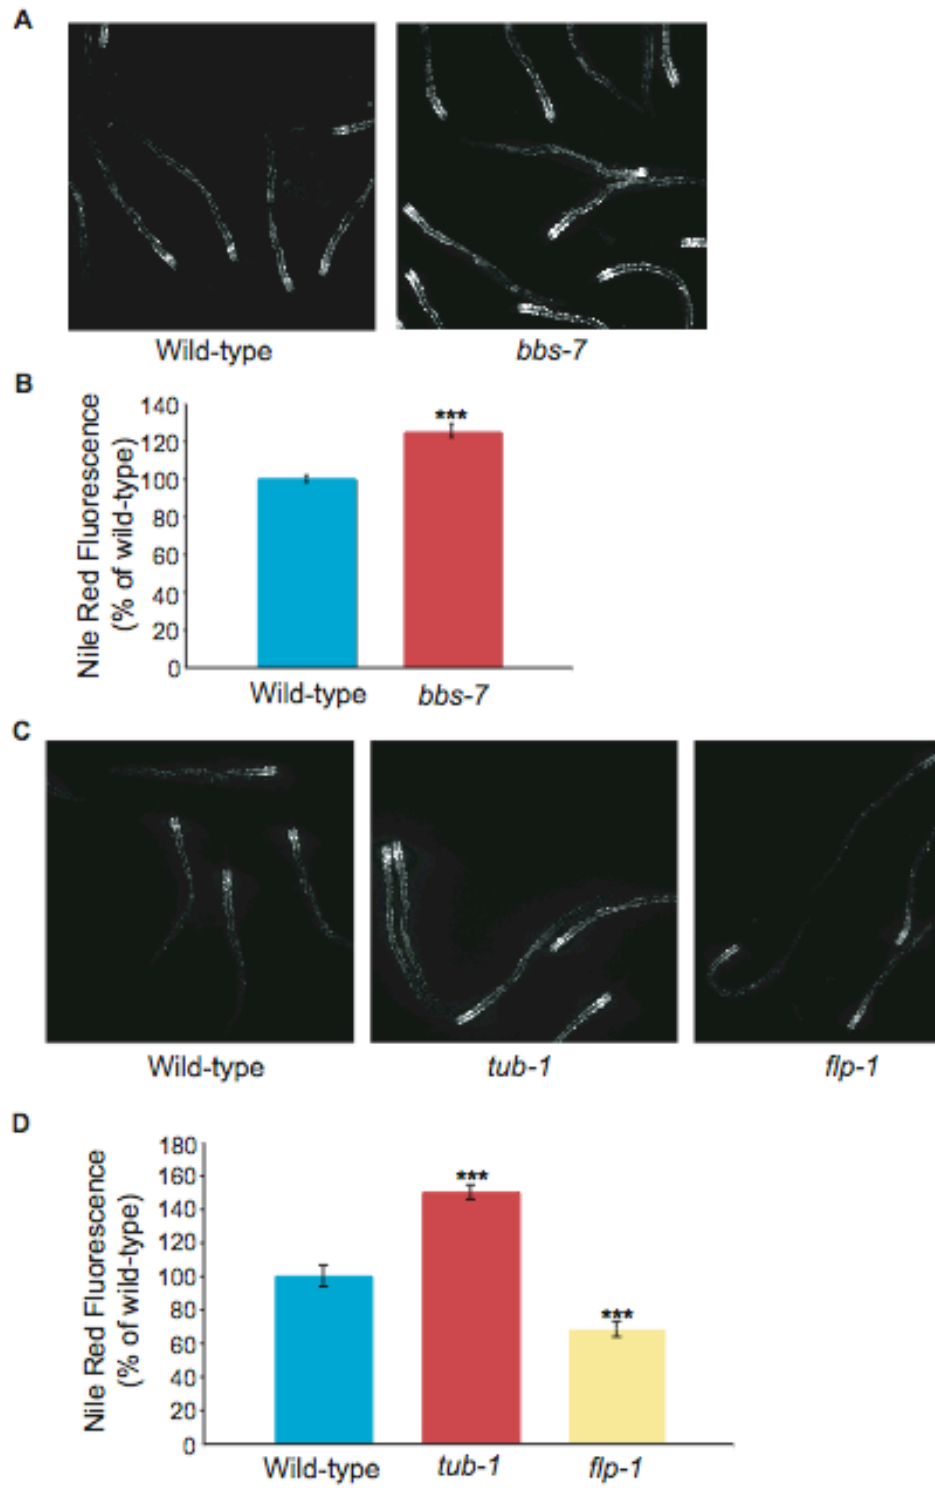 A
Wild-type
bbs-7
B
Nile Red Fluorescence
(% of wild-type)
140
120
100
80
60
40
20
0
***
Wild-type
bbs-7
C
Wild-type
tub-1
flp-1
D
Nile Red Fluorescence
(% of wild-type)
180
160
140
120
100
80
60
40
20
0
***
***
Wild-type
tub-1
flp-1